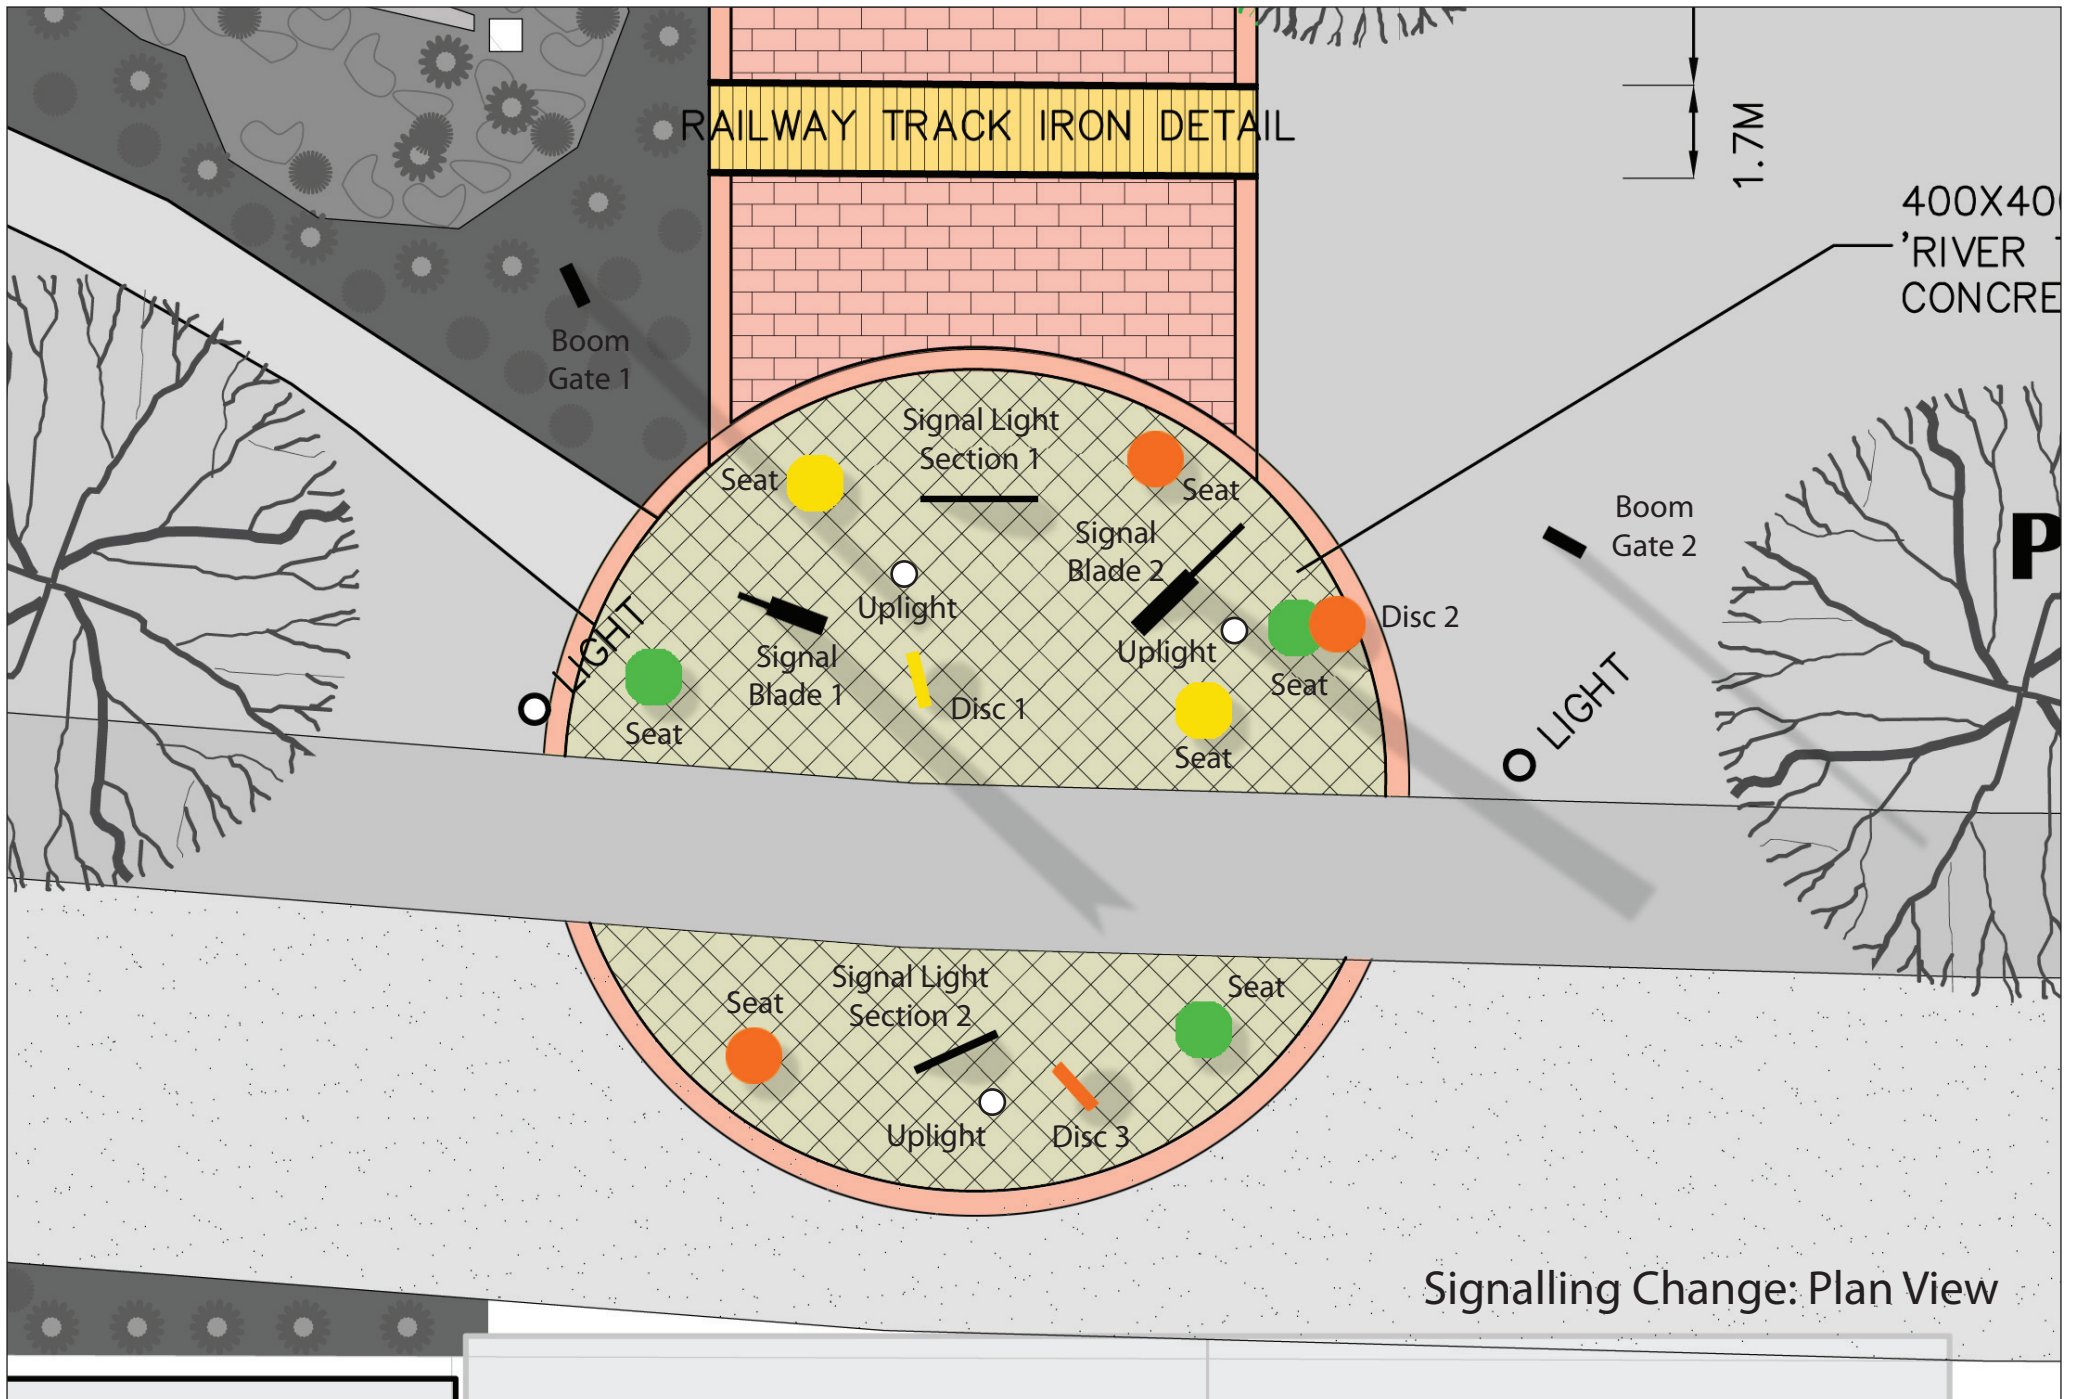 RAILWAY TRACK IRON DETAIL
1.7M
400X40
'RIVER
CONCRE
Boom
Gate 1
Signal Light
Section 1
Seat
Seat
Signal
Blade 2
Boom
Gate 2
P
Uplight
LIGHT
Disc 2
Uplight
Signal
Blade 1
Seat
Disc 1
LIGHT
Seat
Seat
Signal Light
Section 2
Seat
Seat
Uplight
Disc 3
Signalling Change: Plan View